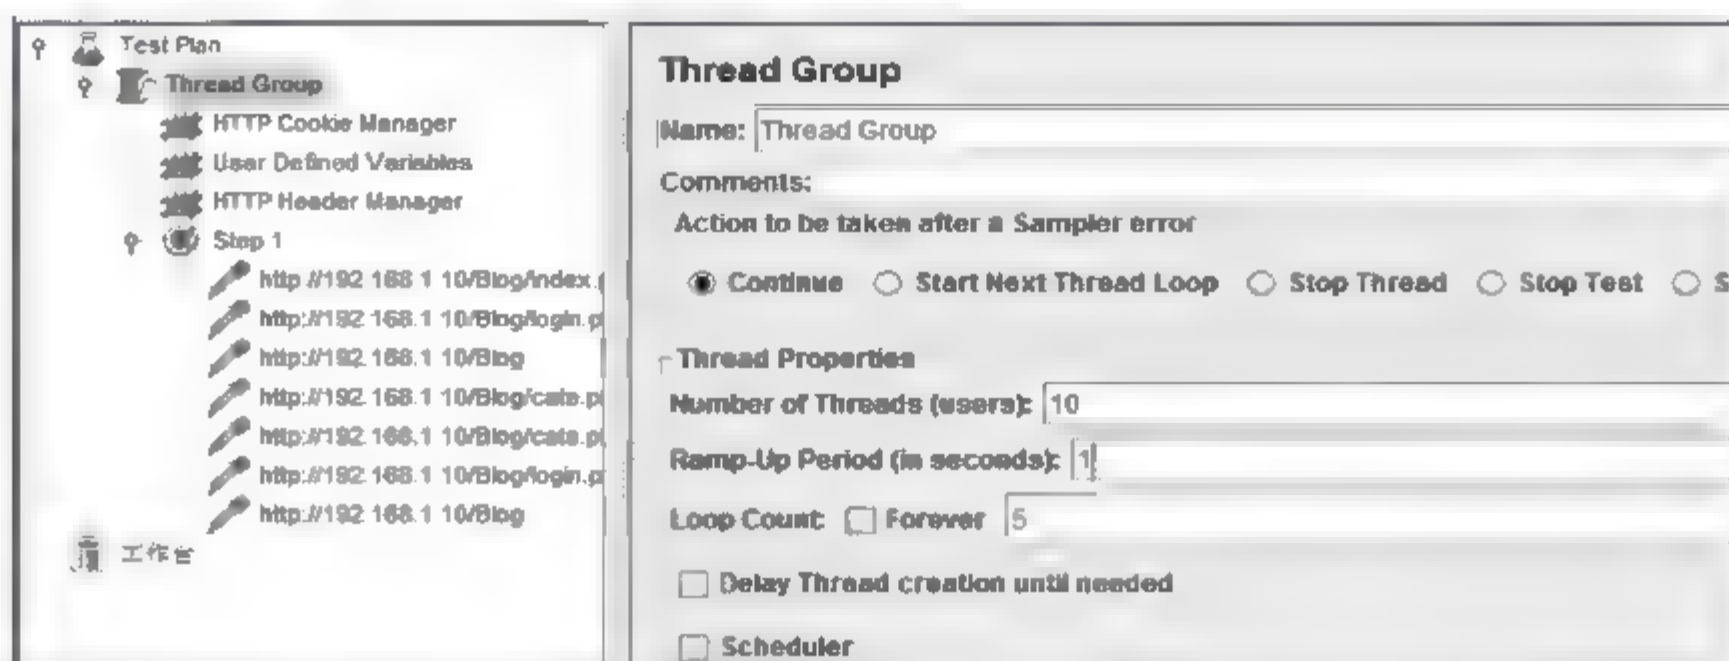 Test Plan
Thread Group
HTTP Cookie Manager
User Defined Variables
HTTP Header Manager
Step 1
http://192.168.1.10/Blog/index.
http://192.168.1.10/Blog/login.p
http://192.168.1.10/Blog
http://192.168.1.10/Blog/cate.p
http://192.168.1.10/Blog/cate.p
http://192.168.1.10/Blog/login.p
http://192.168.1.10/Blog
工作台
Thread Group
Name: Thread Group
Comments:
Action to be taken after a Sampler error
Continue Start Next Thread Loop Stop Thread Stop Test S
Thread Properties
Number of Threads (users): 10
Ramp-Up Period (in seconds): 1
Loop Count: Forever 5
Delay Thread creation until needed
Scheduler